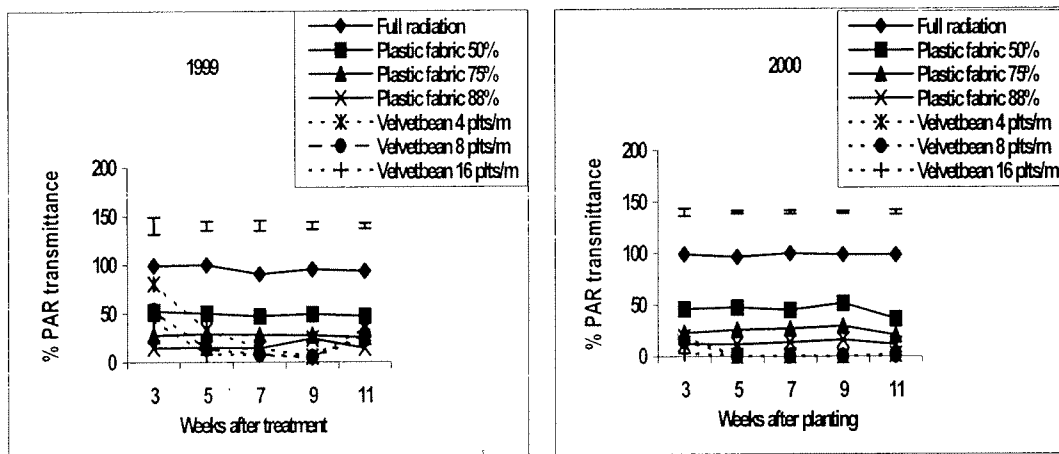 Full radiation
Plastic fabric 50%
Plastic fabric 75%
Plastic fabric 88%
Velvetbean 4 plts/m
Velvetbean 8 plts/m
Velvetbean 16 plts/m
1999
200
150
100
50
0
% PAR transmittance
3 5 7 9 11
Weeks after treatment
Full radiation
Plastic fabric 50%
Plastic fabric 75%
Plastic fabric 88%
Velvetbean 4 plts/m
Velvetbean 8 plts/m
Velvetbean 16 plts/m
2000
200
150
100
50
0
% PAR transmittance
3 5 7 9 11
Weeks after planting